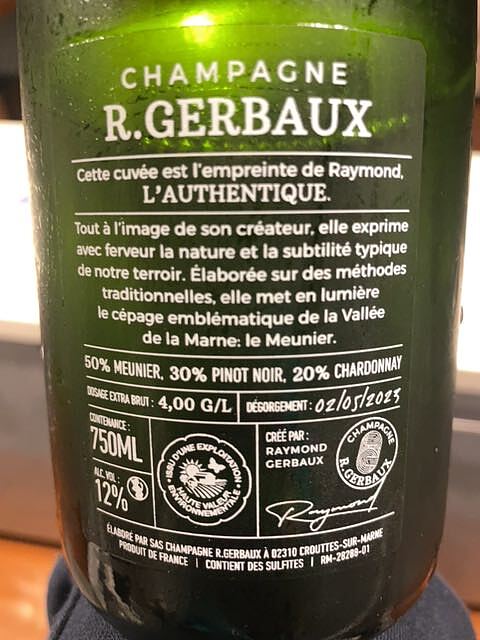 CHAMPAGNE
R.GERBAUX
Cette cuvée est l'empreinte de Raymond,
L'AUTHENTIQUE.
Tout à l'image de son créateur, elle exprime
avec ferveur la nature et la subtilité typique
de notre terroir. Élaborée sur des méthodes
traditionnelles, elle met en lumière
le cépage emblématique de la Vallée
de la Marne: le Meunier.
50% MEUNIER, 30% PINOT NOIR, 20% CHARDONNAY
DOSAGE EXTRA BRUT : 4,00 G/L
DÉGORGEMENT : 02/05/2023
CONTENANCE :
750ML
ALC. VOL :
12%
ISSU D'UNE EXPLOITATION
HAUTE VALEUR
ENVIRONNEMENTALE
CRÉÉ PAR :
RAYMOND
GERBAUX
CHAMPAGNE
R.GERBAUX
Raymond
ÉLABORÉ PAR SAS CHAMPAGNE R.GERBAUX À 02310 CROUTTES-SUR-MARNE
PRODUIT DE FRANCE | CONTIENT DES SULFITES | RM-28289-01